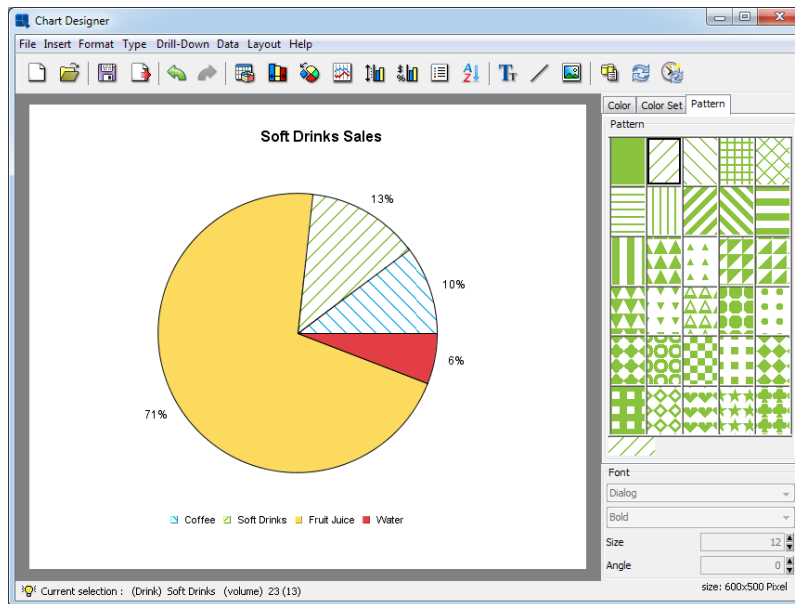 Chart Designer
File Insert Format Type Drill-Down Data Layout Help
Color Color Set Pattern
Pattern
Soft Drinks Sales
13%
10%
6%
71%
Coffee Soft Drinks Fruit Juice Water
Font
Dialog
Bold
Size 12
Angle 0
Current selection : (Drink) Soft Drinks (volume) 23 (13)
size: 600x500 Pixel